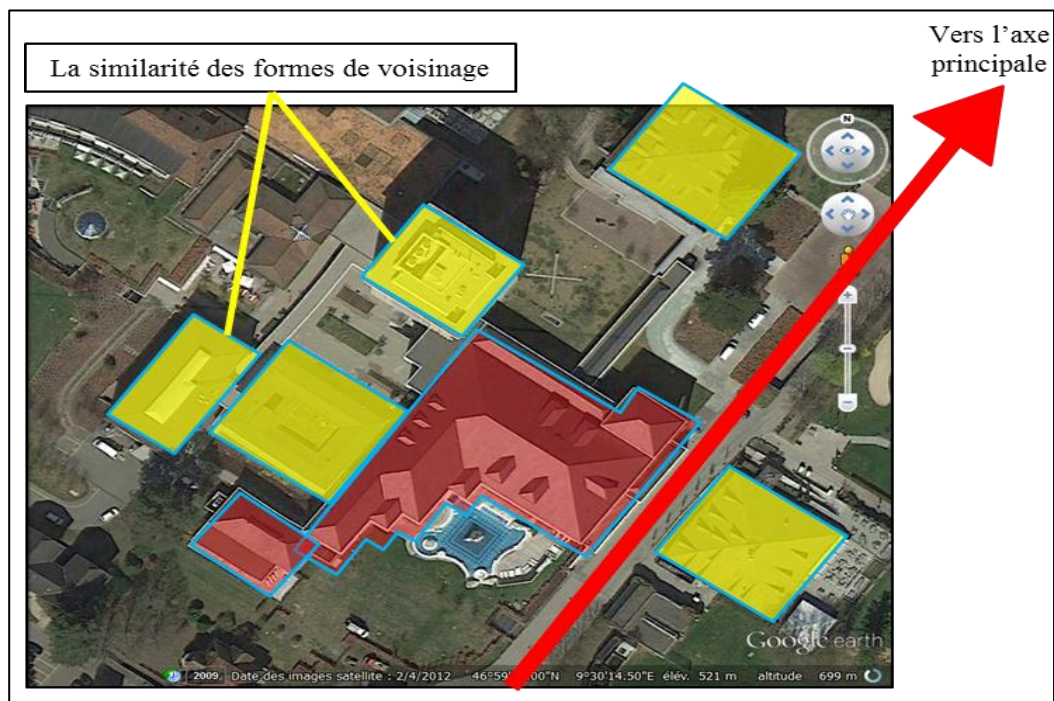 Vers l’axe
principale
La similarité des formes de voisinage
N
Google earth
2009 Date des images satellite : 2/4/2012 9°30'14.50"E élév. 521 m altitude 699 m